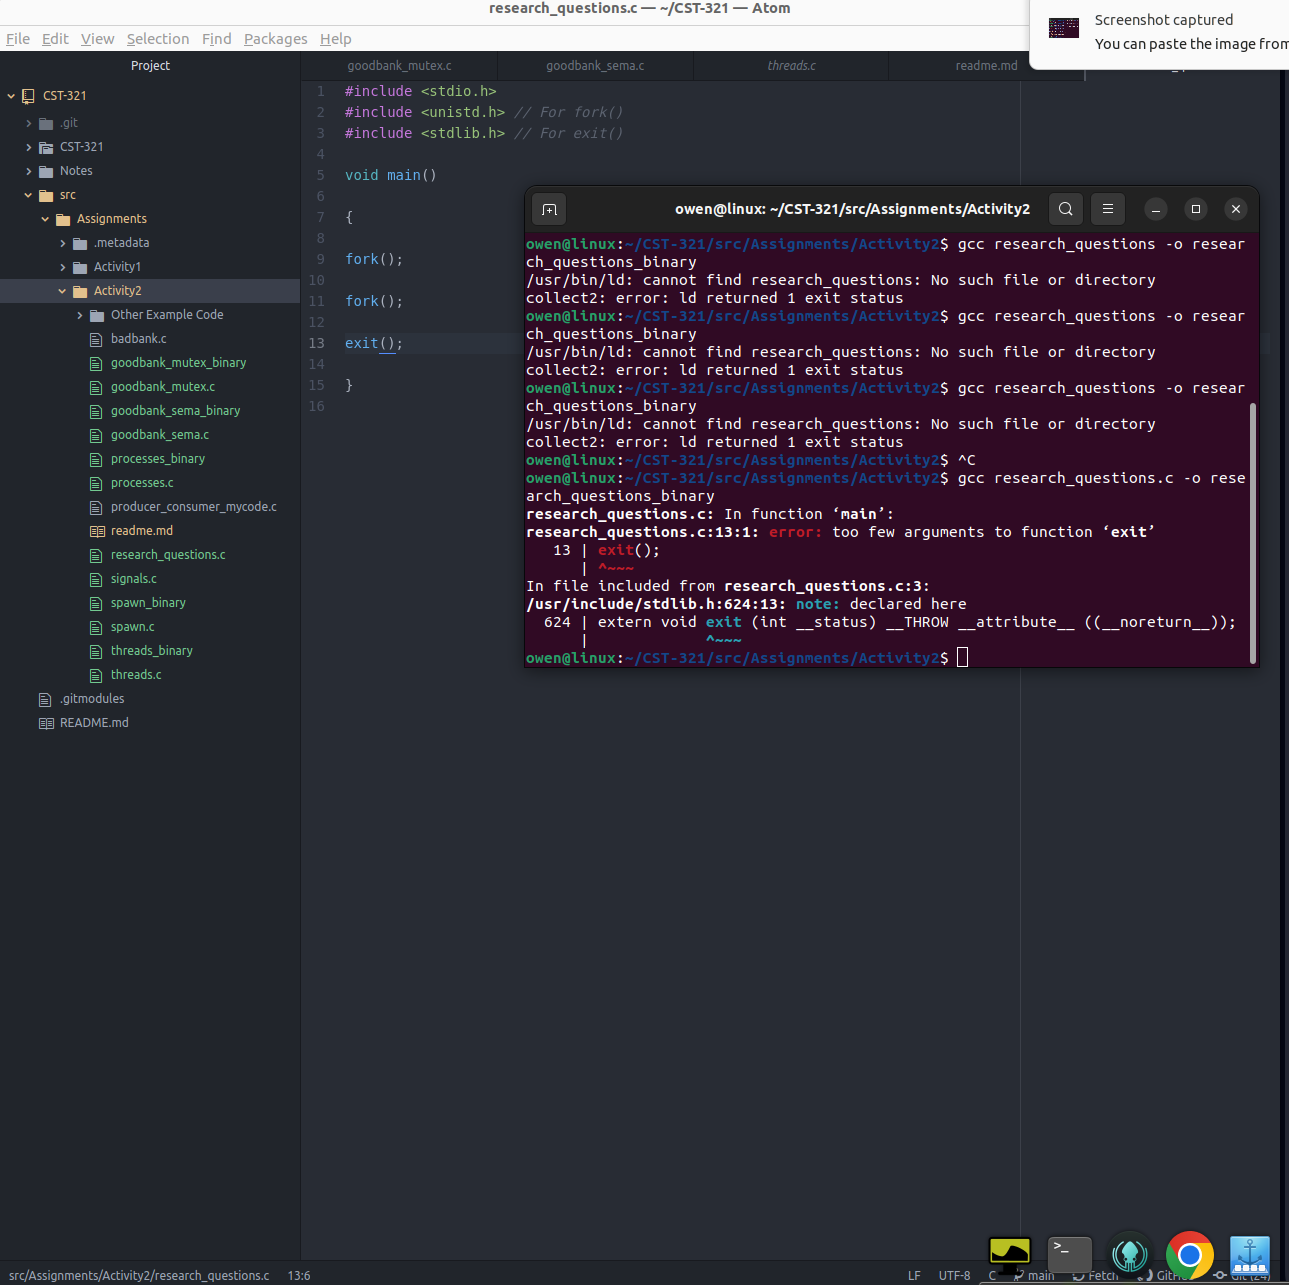 research_questions.c — ~/CST-321 — Atom
Screenshot captured
You can paste the image from
File Edit View Selection Find Packages Help
Project
goodbank_mutex.c
goodbank_sema.c
threads.c
readme.md
CST-321
.git
CST-321
Notes
src
Assignments
.metadata
Activity1
Activity2
Other Example Code
badbank.c
goodbank_mutex_binary
goodbank_mutex.c
goodbank_sema_binary
goodbank_sema.c
processes_binary
processes.c
producer_consumer_mycode.c
readme.md
research_questions.c
signals.c
spawn_binary
spawn.c
threads_binary
threads.c
.gitmodules
README.md
1 #include <stdio.h>
2 #include <unistd.h> // For fork()
3 #include <stdlib.h> // For exit()
4
5 void main()
6
7 {
8
9 fork();
10
11 fork();
12
13 exit();
14
15 }
16
owen@linux: ~/CST-321/src/Assignments/Activity2
owen@linux:~/CST-321/src/Assignments/Activity2$ gcc research_questions -o resear
ch_questions_binary
/usr/bin/ld: cannot find research_questions: No such file or directory
collect2: error: ld returned 1 exit status
owen@linux:~/CST-321/src/Assignments/Activity2$ gcc research_questions -o resear
ch_questions_binary
/usr/bin/ld: cannot find research_questions: No such file or directory
collect2: error: ld returned 1 exit status
owen@linux:~/CST-321/src/Assignments/Activity2$ gcc research_questions -o resear
ch_questions_binary
/usr/bin/ld: cannot find research_questions: No such file or directory
collect2: error: ld returned 1 exit status
owen@linux:~/CST-321/src/Assignments/Activity2$ ^C
owen@linux:~/CST-321/src/Assignments/Activity2$ gcc research_questions.c -o rese
arch_questions_binary
research_questions.c: In function ‘main’:
research_questions.c:13:1: error: too few arguments to function ‘exit’
13 | exit();
| ^~~~
In file included from research_questions.c:3:
/usr/include/stdlib.h:624:13: note: declared here
624 | extern void exit (int __status) __THROW __attribute__ ((__noreturn__));
| ^~~~
owen@linux:~/CST-321/src/Assignments/Activity2$
src/Assignments/Activity2/research_questions.c 13:6
LF UTF-8 C main Fetch Git (24)